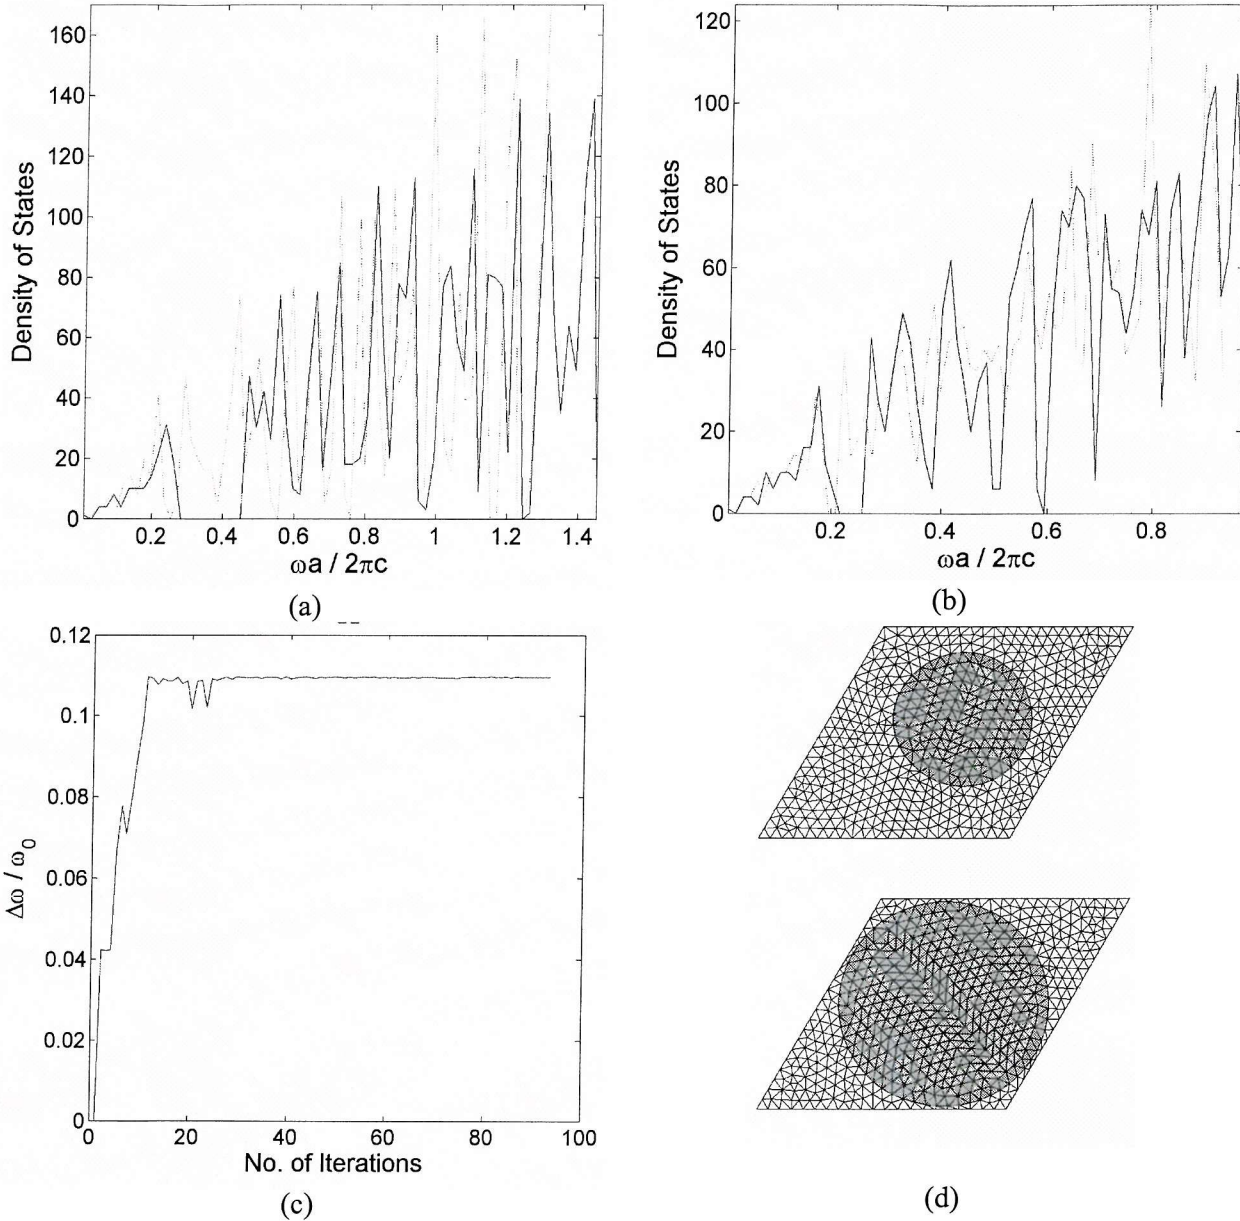 160
140
120
100
80
60
40
20
0
Density of States
0.2 0.4 0.6 0.8 1 1.2 1.4
ωa / 2πc
(a)
120
100
80
60
40
20
0
Density of States
0.2 0.4 0.6 0.8
ωa / 2πc
(b)
0.12
0.1
0.08
0.06
0.04
0.02
0
Δω / ω₀
0 20 40 60 80 100
No. of Iterations
(c)
(d)